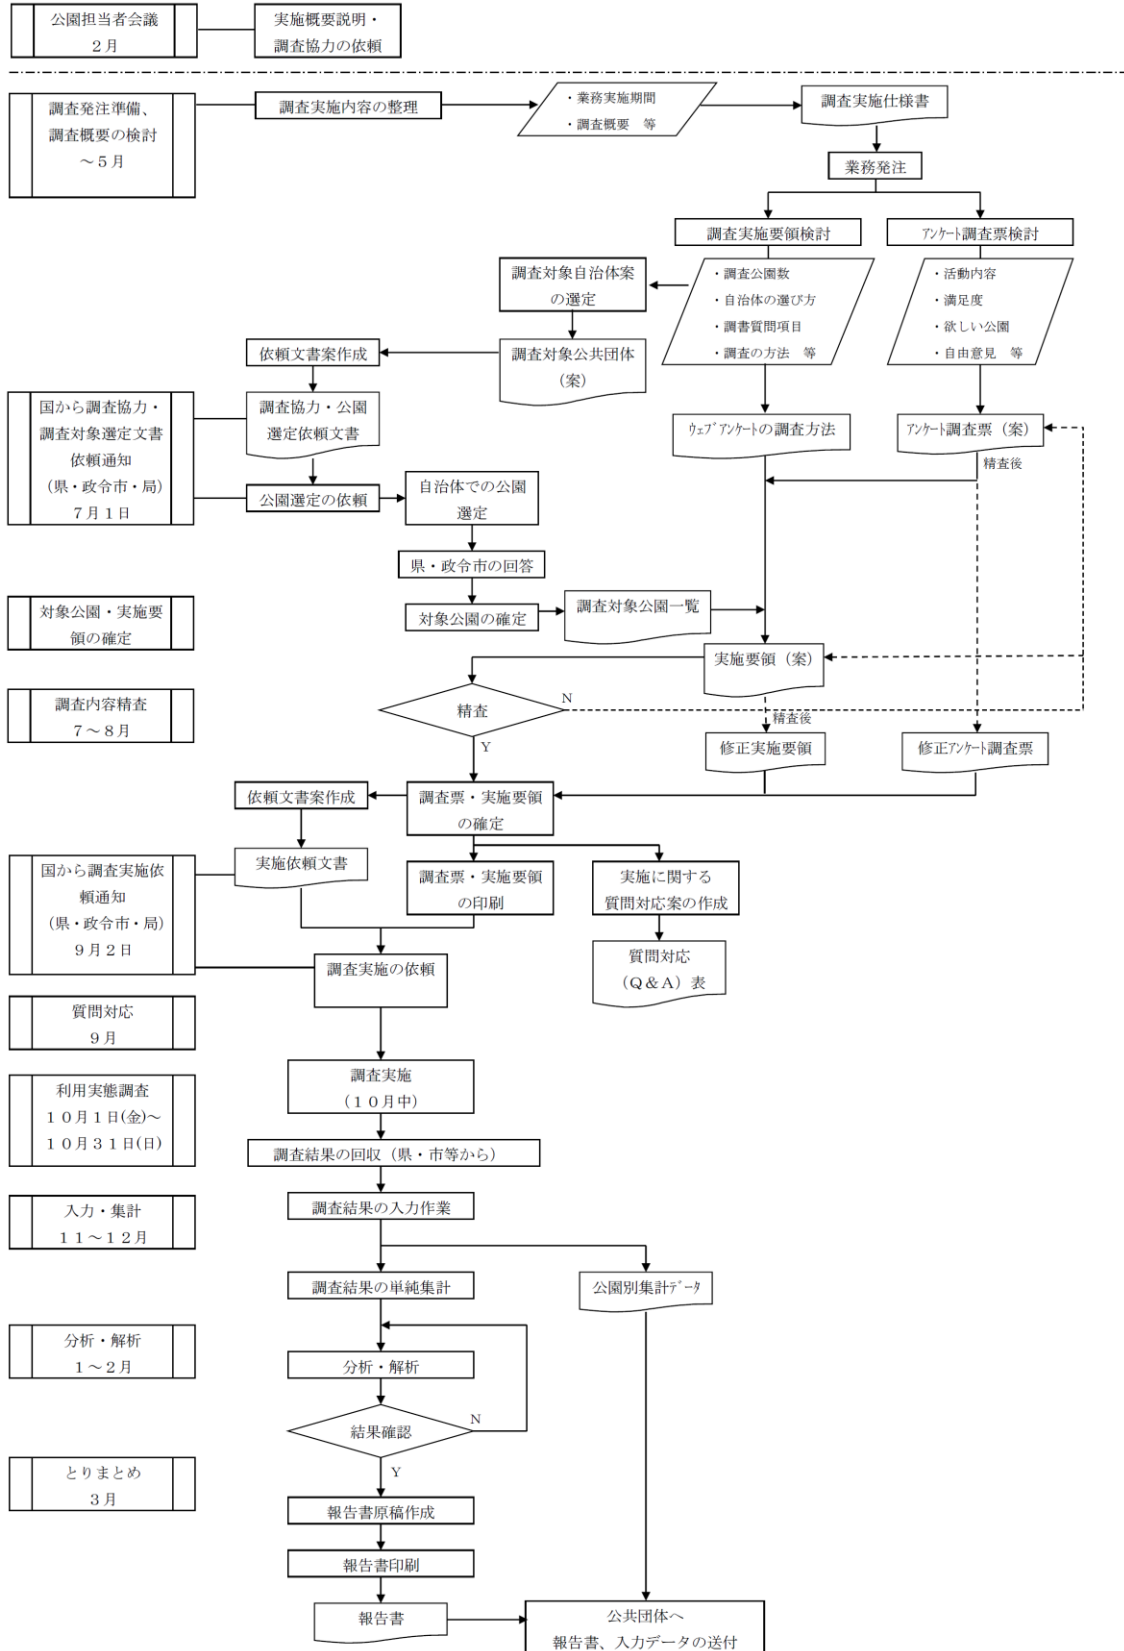 公園担当者会議
２月
実施概要説明・
調査協力の依頼
調査発注準備、
調査概要の検討
～５月
調査実施内容の整理
・業務実施期間
・調査概要　等
調査実施仕様書
業務発注
調査実施要領検討
ｱﾝｹｰﾄ調査票検討
・調査公園数
・自治体の選び方
・調書質問項目
・調査の方法　等
・活動内容
・満足度
・欲しい公園
・自由意見　等
調査対象自治体案
の選定
調査対象公共団体
（案）
依頼文書案作成
国から調査協力・
調査対象選定文書
依頼通知
（県・政令市・局）
７月１日
調査協力・公園
選定依頼文書
ｳｪﾌﾞｱﾝｹｰﾄの調査方法
ｱﾝｹｰﾄ調査票（案）
精査後
公園選定の依頼
自治体での公園
選定
県・政令市の回答
対象公園・実施要
領の確定
対象公園の確定
調査対象公園一覧
実施要領（案）
調査内容精査
７～８月
精査
N
Y
精査後
修正実施要領
修正ｱﾝｹｰﾄ調査票
依頼文書案作成
調査票・実施要領
の確定
国から調査実施依
頼通知
（県・政令市・局）
９月２日
実施依頼文書
調査票・実施要領
の印刷
実施に関する
質問対応案の作成
質問対応
（Ｑ＆Ａ）表
調査実施の依頼
質問対応
９月
利用実態調査
１０月１日(金)～
１０月３１日(日)
調査実施
（１０月中）
調査結果の回収（県・市等から）
入力・集計
１１～１２月
調査結果の入力作業
調査結果の単純集計
公園別集計ﾃﾞｰﾀ
分析・解析
１～２月
分析・解析
結果確認
N
Y
とりまとめ
３月
報告書原稿作成
報告書印刷
報告書
公共団体へ
報告書、入力データの送付